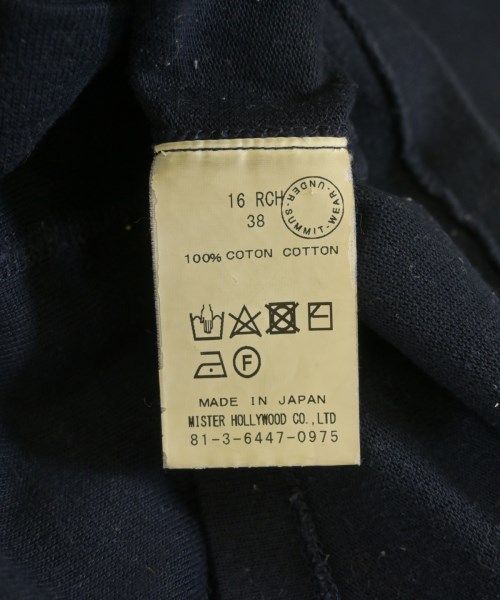 16 RCH
38
UNDER-SUMMIT-WEAR-
100% COTON COTTON
F
MADE IN JAPAN
MISTER HOLLYWOOD CO.,LTD
81-3-6447-0975